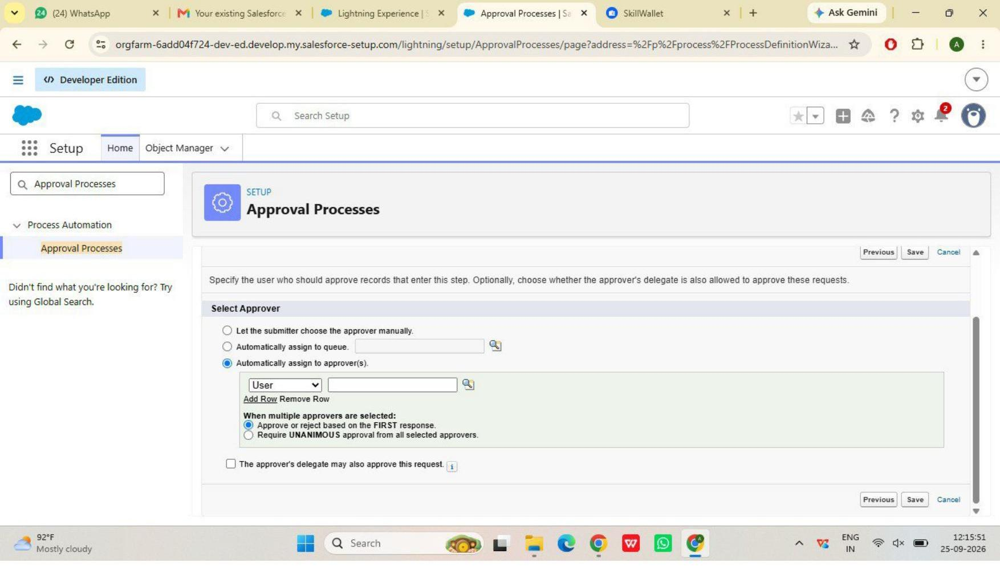 24 (24) WhatsApp
Your existing Salesforce
Lightning Experience | S
Approval Processes | Sa
SkillWallet
Ask Gemini
orgfarm-6add04f724-dev-ed.develop.my.salesforce-setup.com/lightning/setup/ApprovalProcesses/page?address=%2Fp%2Fprocess%2FProcessDefinitionWiza...
A
</> Developer Edition
Search Setup
2
Setup
Home
Object Manager
Approval Processes
Process Automation
Approval Processes
Didn't find what you're looking for? Try
using Global Search.
SETUP
Approval Processes
Previous Save Cancel
Specify the user who should approve records that enter this step. Optionally, choose whether the approver's delegate is also allowed to approve these requests.
Select Approver
Let the submitter choose the approver manually.
Automatically assign to queue.
Automatically assign to approver(s).
User
Add Row Remove Row
When multiple approvers are selected:
Approve or reject based on the FIRST response.
Require UNANIMOUS approval from all selected approvers.
The approver's delegate may also approve this request. i
Previous Save Cancel
92°F
Mostly cloudy
Search
ENG
IN
12:15:51
25-09-2026